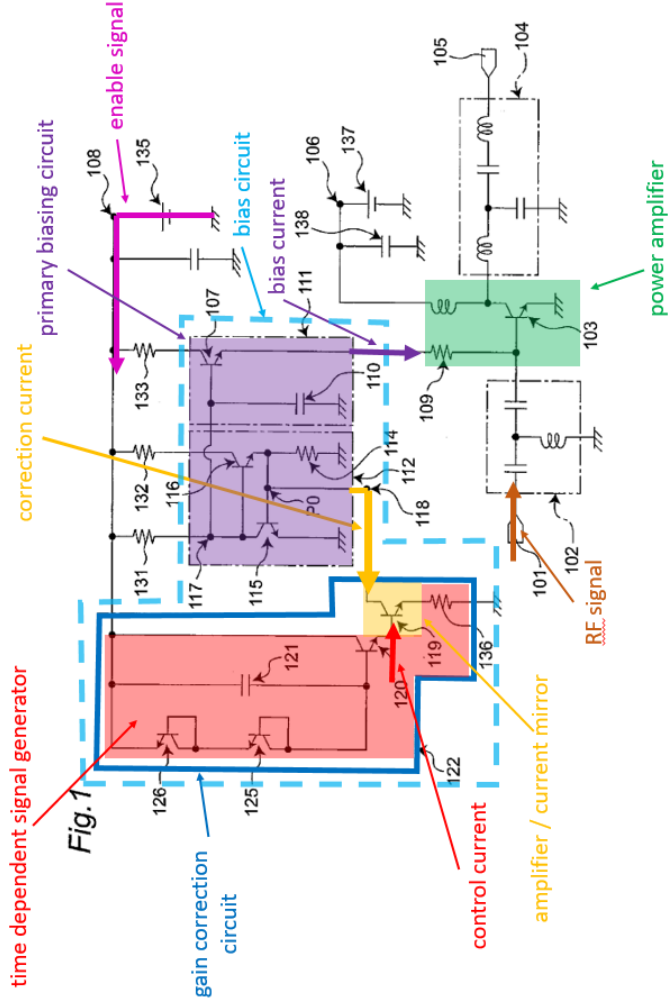 time dependent signal generator
correction current
primary biasing circuit
enable signal
Fig.1
108
126
131
132
133
135
bias circuit
gain correction
circuit
125
121
117
116
107
bias current
115
P0
114
110
111
106
112
118
138
137
120
119
136
122
control current
109
105
amplifier / current mirror
101
102
RF signal
103
104
power amplifier